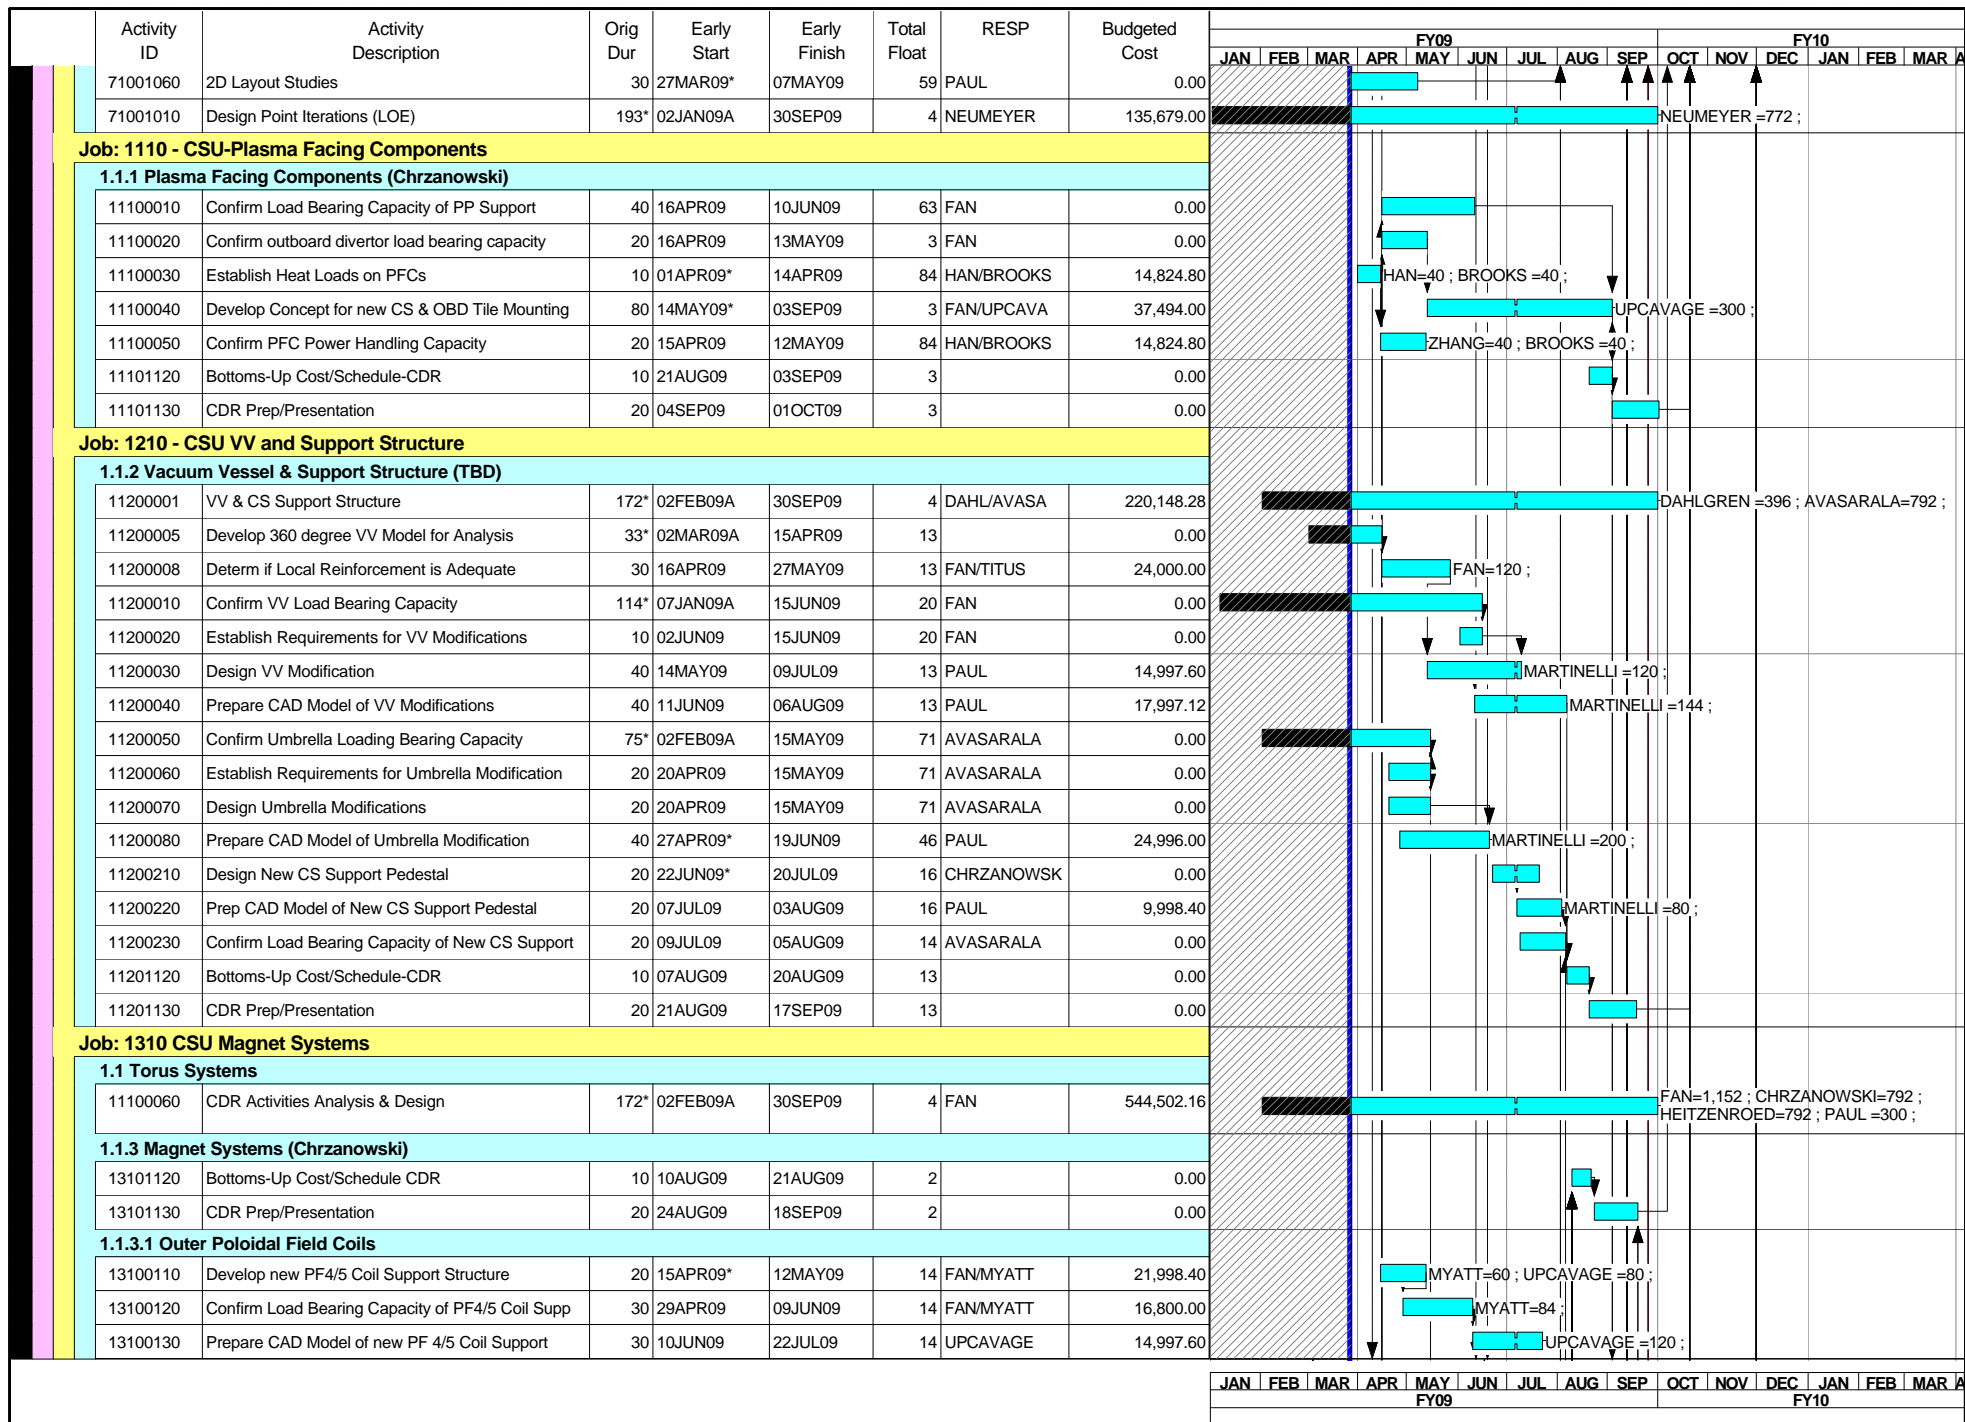 Activity ID Activity Description Orig Dur Early Start Early Finish Total Float RESP Budgeted Cost
FY09 FY10
JAN FEB MAR APR MAY JUN JUL AUG SEP OCT NOV DEC JAN FEB MAR A
71001060 2D Layout Studies 30 27MAR09* 07MAY09 59 PAUL 0.00
71001010 Design Point Iterations (LOE) 193* 02JAN09A 30SEP09 4 NEUMEYER 135,679.00 NEUMEYER =772 ;
Job: 1110 - CSU-Plasma Facing Components
1.1.1 Plasma Facing Components (Chrzanowski)
11100010 Confirm Load Bearing Capacity of PP Support 40 16APR09 10JUN09 63 FAN 0.00
11100020 Confirm outboard divertor load bearing capacity 20 16APR09 13MAY09 3 FAN 0.00
11100030 Establish Heat Loads on PFCs 10 01APR09* 14APR09 84 HAN/BROOKS 14,824.80 HAN=40 ; BROOKS =40 ;
11100040 Develop Concept for new CS & OBD Tile Mounting 80 14MAY09* 03SEP09 3 FAN/UPCAVA 37,494.00 UPCAVAGE =300 ;
11100050 Confirm PFC Power Handling Capacity 20 15APR09 12MAY09 84 HAN/BROOKS 14,824.80 ZHANG=40 ; BROOKS =40 ;
11101120 Bottoms-Up Cost/Schedule-CDR 10 21AUG09 03SEP09 3 0.00
11101130 CDR Prep/Presentation 20 04SEP09 01OCT09 3 0.00
Job: 1210 - CSU VV and Support Structure
1.1.2 Vacuum Vessel & Support Structure (TBD)
11200001 VV & CS Support Structure 172* 02FEB09A 30SEP09 4 DAHL/AVASA 220,148.28 DAHLGREN =396 ; AVASARALA=792 ;
11200005 Develop 360 degree VV Model for Analysis 33* 02MAR09A 15APR09 13 0.00
11200008 Determ if Local Reinforcement is Adequate 30 16APR09 27MAY09 13 FAN/TITUS 24,000.00 FAN=120 ;
11200010 Confirm VV Load Bearing Capacity 114* 07JAN09A 15JUN09 20 FAN 0.00
11200020 Establish Requirements for VV Modifications 10 02JUN09 15JUN09 20 FAN 0.00
11200030 Design VV Modification 40 14MAY09 09JUL09 13 PAUL 14,997.60 MARTINELLI =120 ;
11200040 Prepare CAD Model of VV Modifications 40 11JUN09 06AUG09 13 PAUL 17,997.12 MARTINELLI =144 ;
11200050 Confirm Umbrella Loading Bearing Capacity 75* 02FEB09A 15MAY09 71 AVASARALA 0.00
11200060 Establish Requirements for Umbrella Modification 20 20APR09 15MAY09 71 AVASARALA 0.00
11200070 Design Umbrella Modifications 20 20APR09 15MAY09 71 AVASARALA 0.00
11200080 Prepare CAD Model of Umbrella Modification 40 27APR09* 19JUN09 46 PAUL 24,996.00 MARTINELLI =200 ;
11200210 Design New CS Support Pedestal 20 22JUN09* 20JUL09 16 CHRZANOWSK 0.00
11200220 Prep CAD Model of New CS Support Pedestal 20 07JUL09 03AUG09 16 PAUL 9,998.40 MARTINELLI =80 ;
11200230 Confirm Load Bearing Capacity of New CS Support 20 09JUL09 05AUG09 14 AVASARALA 0.00
11201120 Bottoms-Up Cost/Schedule-CDR 10 07AUG09 20AUG09 13 0.00
11201130 CDR Prep/Presentation 20 21AUG09 17SEP09 13 0.00
Job: 1310 CSU Magnet Systems
1.1 Torus Systems
11100060 CDR Activities Analysis & Design 172* 02FEB09A 30SEP09 4 FAN 544,502.16 FAN=1,152 ; CHRZANOWSKI=792 ;
HEITZENROED=792 ; PAUL =300 ;
1.1.3 Magnet Systems (Chrzanowski)
13101120 Bottoms-Up Cost/Schedule CDR 10 10AUG09 21AUG09 2 0.00
13101130 CDR Prep/Presentation 20 24AUG09 18SEP09 2 0.00
1.1.3.1 Outer Poloidal Field Coils
13100110 Develop new PF4/5 Coil Support Structure 20 15APR09* 12MAY09 14 FAN/MYATT 21,998.40 MYATT=60 ; UPCAVAGE =80 ;
13100120 Confirm Load Bearing Capacity of PF4/5 Coil Supp 30 29APR09 09JUN09 14 FAN/MYATT 16,800.00 MYATT=84 ;
13100130 Prepare CAD Model of new PF 4/5 Coil Support 30 10JUN09 22JUL09 14 UPCAVAGE 14,997.60 UPCAVAGE =120 ;
JAN FEB MAR APR MAY JUN JUL AUG SEP OCT NOV DEC JAN FEB MAR A
FY09 FY10